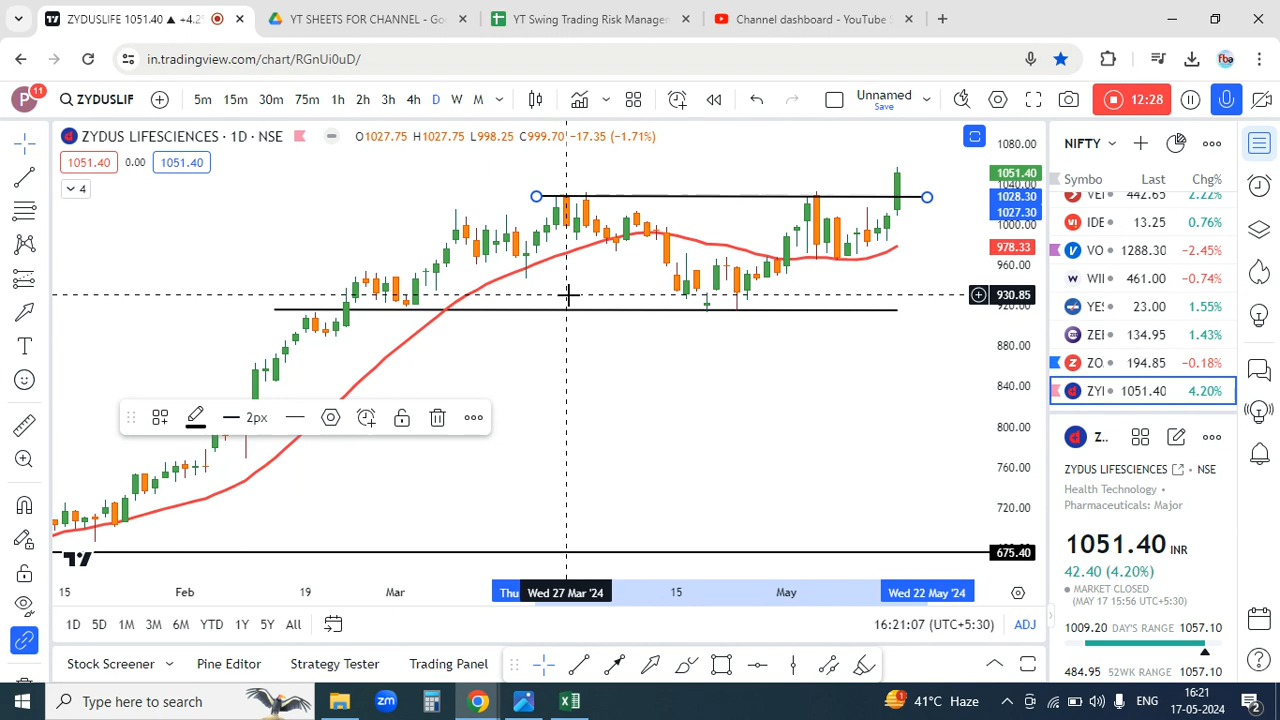 ZYDUSLIFE 1051.40 ▲ +4.2
YT SHEETS FOR CHANNEL - Go
YT Swing Trading Risk Managem
Channel dashboard - YouTube S
in.tradingview.com/chart/RGnUi0uD/
P 11
ZYDUSLIF
5m 15m 30m 75m 1h 2h 3h 4h D W M
Unnamed
Save
12:28
ZYDUS LIFESCIENCES · 1D · NSE
O1027.75 H1027.75 L998.25 C999.70 −17.35 (−1.71%)
1051.40 0.00 1051.40
4
1080.00
1051.40
1040.00
1028.30
1027.30
1000.00
978.33
960.00
930.85
920.00
880.00
840.00
800.00
760.00
720.00
675.40
2px
15 Feb 19 Mar Thu Wed 27 Mar '24 15 May Wed 22 May '24
1D 5D 1M 3M 6M YTD 1Y 5Y All
16:21:07 (UTC+5:30) ADJ
Stock Screener Pine Editor Strategy Tester Trading Panel
NIFTY
Symbo Last Chg%
VEI 442.65 2.22%
IDE 13.25 0.76%
VO 1288.30 −2.45%
WII 461.00 −0.74%
YES 23.00 1.55%
ZEE 134.95 1.43%
ZO 194.85 −0.18%
ZYI 1051.40 4.20%
Z..
ZYDUS LIFESCIENCES • NSE
Health Technology •
Pharmaceuticals: Major
1051.40 INR
42.40 (4.20%)
MARKET CLOSED
(MAY 17 15:56 UTC+5:30)
1009.20 DAY'S RANGE 1057.10
484.95 52WK RANGE 1057.10
Type here to search
zm
41°C Haze
ENG
16:21
17-05-2024
2